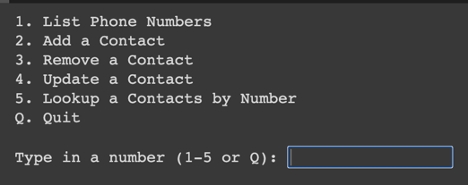 1. List Phone Numbers
2. Add a Contact
3. Remove a Contact
4. Update a Contact
5. Lookup a Contacts by Number
Q. Quit
Type in a number (1-5 or Q):